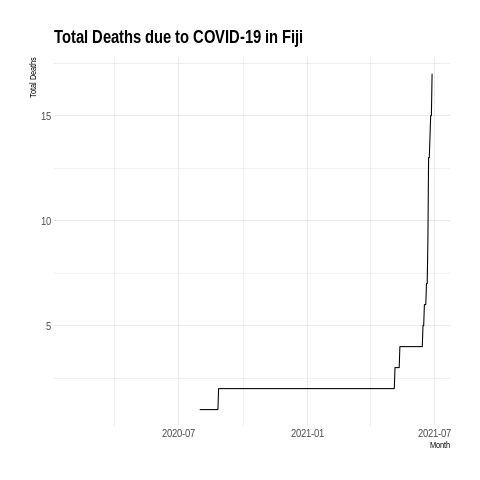 Total Deaths due to COVID-19 in Fiji
Total Deaths
15
10
5
2020-07
2021-01
2021-07
Month